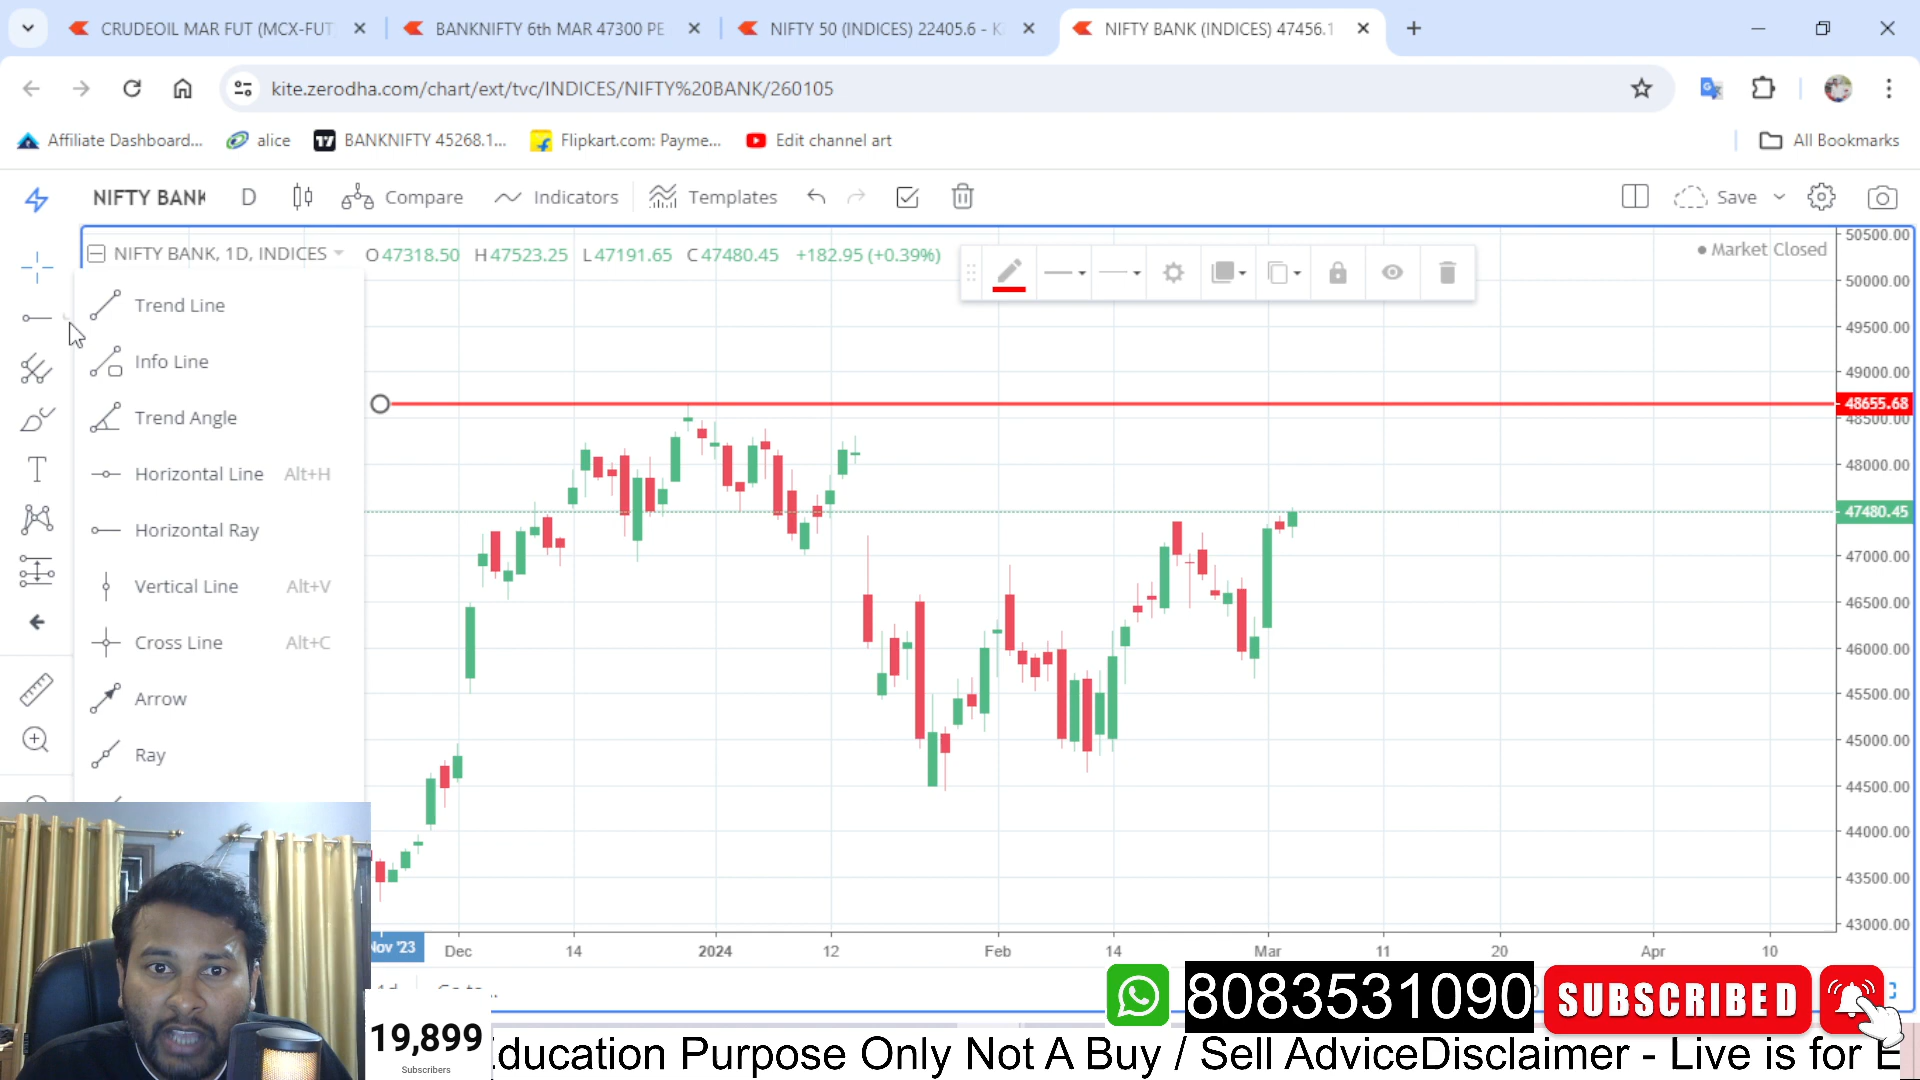 CRUDEOIL MAR FUT (MCX-FUT
BANKNIFTY 6th MAR 47300 PE
NIFTY 50 (INDICES) 22405.6 - K
NIFTY BANK (INDICES) 47456.1
kite.zerodha.com/chart/ext/tvc/INDICES/NIFTY%20BANK/260105
Affiliate Dashboard...
alice
BANKNIFTY 45268.1...
Flipkart.com: Payme...
Edit channel art
All Bookmarks
NIFTY BANK
D
Compare
Indicators
Templates
Save
NIFTY BANK, 1D, INDICES
O47318.50 H47523.25 L47191.65 C47480.45 +182.95 (+0.39%)
Market Closed
Trend Line
Info Line
Trend Angle
Horizontal Line Alt+H
Horizontal Ray
Vertical Line Alt+V
Cross Line Alt+C
Arrow
Ray
50500.00
50000.00
49500.00
49000.00
48655.68
48500.00
48000.00
47480.45
47000.00
46500.00
46000.00
45500.00
45000.00
44500.00
44000.00
43500.00
43000.00
Nov '23
Dec
14
2024
12
Feb
14
Mar
11
20
Apr
10
8083531090
SUBSCRIBED
19,899
Subscribers
ducation Purpose Only Not A Buy / Sell AdviceDisclaimer - Live is for E